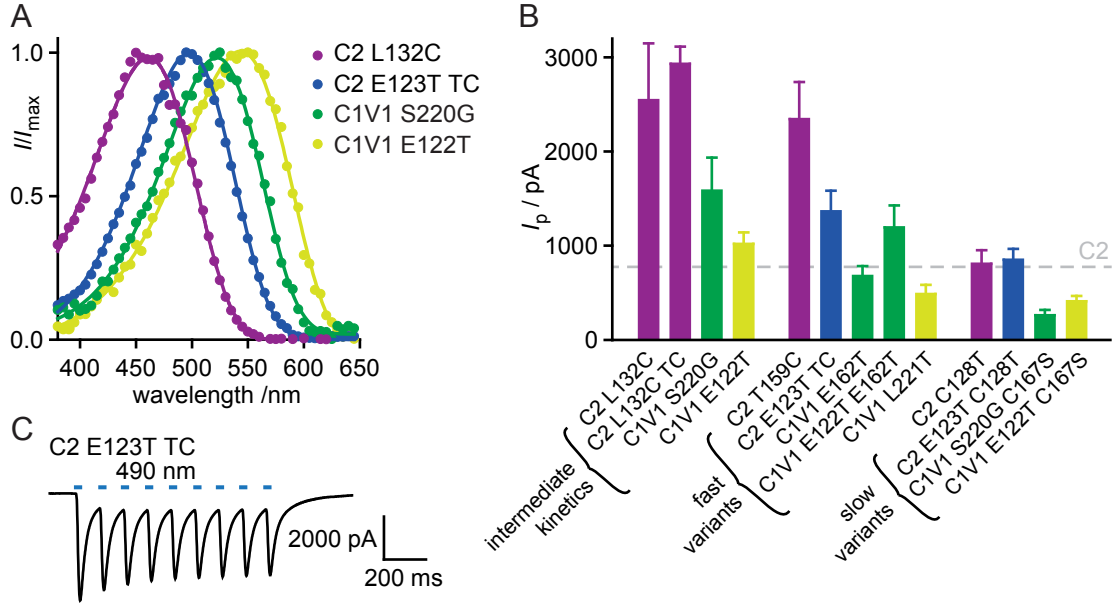 A
1.0
0.5
0.0
I/Imax
400 450 500 550 600 650
wavelength /nm
C2 L132C
C2 E123T TC
C1V1 S220G
C1V1 E122T
B
3000
2000
1000
0
Ip / pA
C2
C2 L132C
C2 L132C TC
C1V1 S220G
C1V1 E122T
C2 T159C
C2 E123T TC
C1V1 E162T
C1V1 E122T E162T
C1V1 L221T
C2 C128T
C2 E123T C128T
C1V1 S220G C167S
C1V1 E122T C167S
intermediate
kinetics
fast
variants
slow
variants
C
C2 E123T TC
490 nm
2000 pA
200 ms